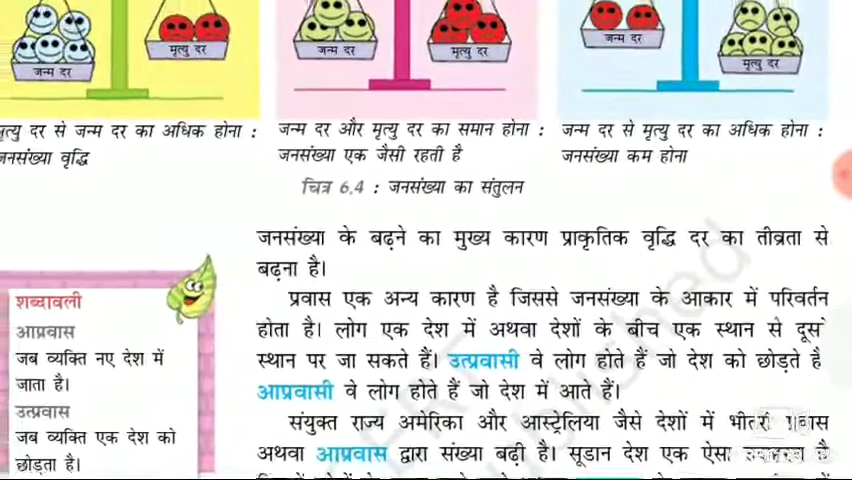 जन्म दर
मृत्यु दर
जन्म दर
मृत्यु दर
जन्म दर
मृत्यु दर
मृत्यु दर से जन्म दर का अधिक होना :
जनसंख्या वृद्धि
जन्म दर और मृत्यु दर का समान होना :
जनसंख्या एक जैसी रहती है
जन्म दर से मृत्यु दर का अधिक होना :
जनसंख्या कम होना
चित्र 6.4 : जनसंख्या का संतुलन
जनसंख्या के बढ़ने का मुख्य कारण प्राकृतिक वृद्धि दर का तीव्रता से
बढ़ना है।
प्रवास एक अन्य कारण है जिससे जनसंख्या के आकार में परिवर्तन
होता है। लोग एक देश में अथवा देशों के बीच एक स्थान से
स्थान पर जा सकते हैं। उत्प्रवासी वे लोग होते हैं जो देश को छोड़ते है
आप्रवासी वे लोग होते हैं जो देश में आते हैं।
संयुक्त राज्य अमेरिका और आस्ट्रेलिया जैसे देशों में भीतरी प्रवास
अथवा आप्रवास द्वारा संख्या बढ़ी है। सूडान देश एक ऐसा
शब्दावली
आप्रवास
जब व्यक्ति नए देश में
जाता है।
उत्प्रवास
जब व्यक्ति एक देश को
छोड़ता है।